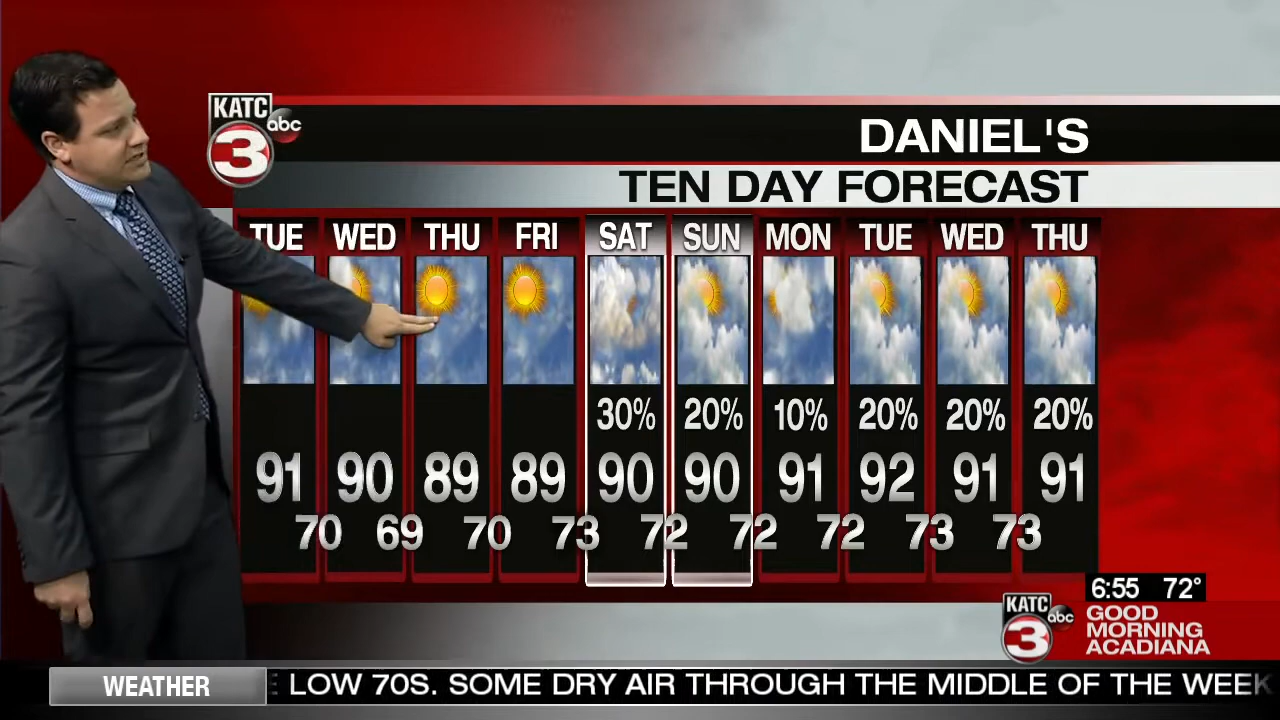 KATC
abc
3
DANIEL'S
TEN DAY FORECAST
TUE WED THU FRI SAT SUN MON TUE WED THU
30% 20% 10% 20% 20% 20%
91 90 89 89 90 90 91 92 91 91
70 69 70 73 72 72 72 73 73
6:55 72°
KATC
abc
3
GOOD
MORNING
ACADIANA
WEATHER
LOW 70S. SOME DRY AIR THROUGH THE MIDDLE OF THE WEEK